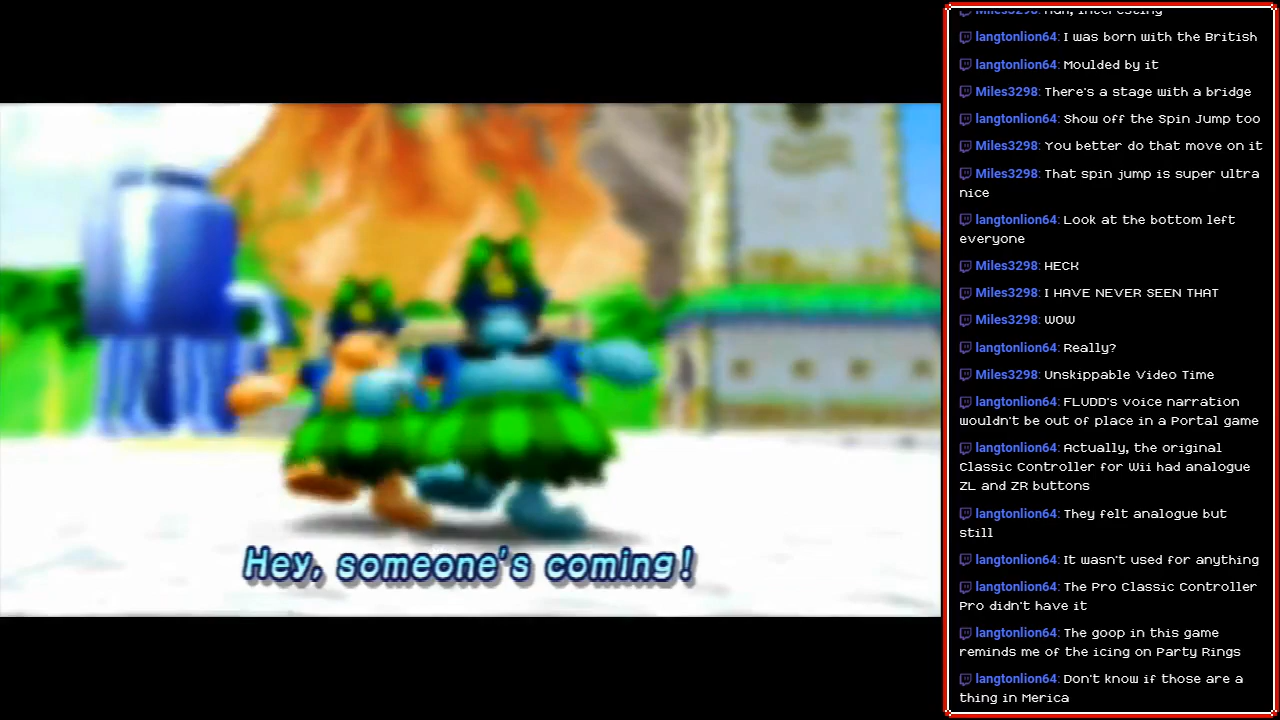 Hey, someone's coming!
langtonlion64: I was born with the British
langtonlion64: Moulded by it
Miles3298: There's a stage with a bridge
langtonlion64: Show off the Spin Jump too
Miles3298: You better do that move on it
Miles3298: That spin jump is super ultra
nice
langtonlion64: Look at the bottom left
everyone
Miles3298: HECK
Miles3298: I HAVE NEVER SEEN THAT
Miles3298: WOW
langtonlion64: Really?
Miles3298: Unskippable Video Time
langtonlion64: FLUDD's voice narration
wouldn't be out of place in a Portal game
langtonlion64: Actually, the original
Classic Controller for Wii had analogue
ZL and ZR buttons
langtonlion64: They felt analogue but
still
langtonlion64: It wasn't used for anything
langtonlion64: The Pro Classic Controller
Pro didn't have it
langtonlion64: The goop in this game
reminds me of the icing on Party Rings
langtonlion64: Don't know if those are a
thing in Merica